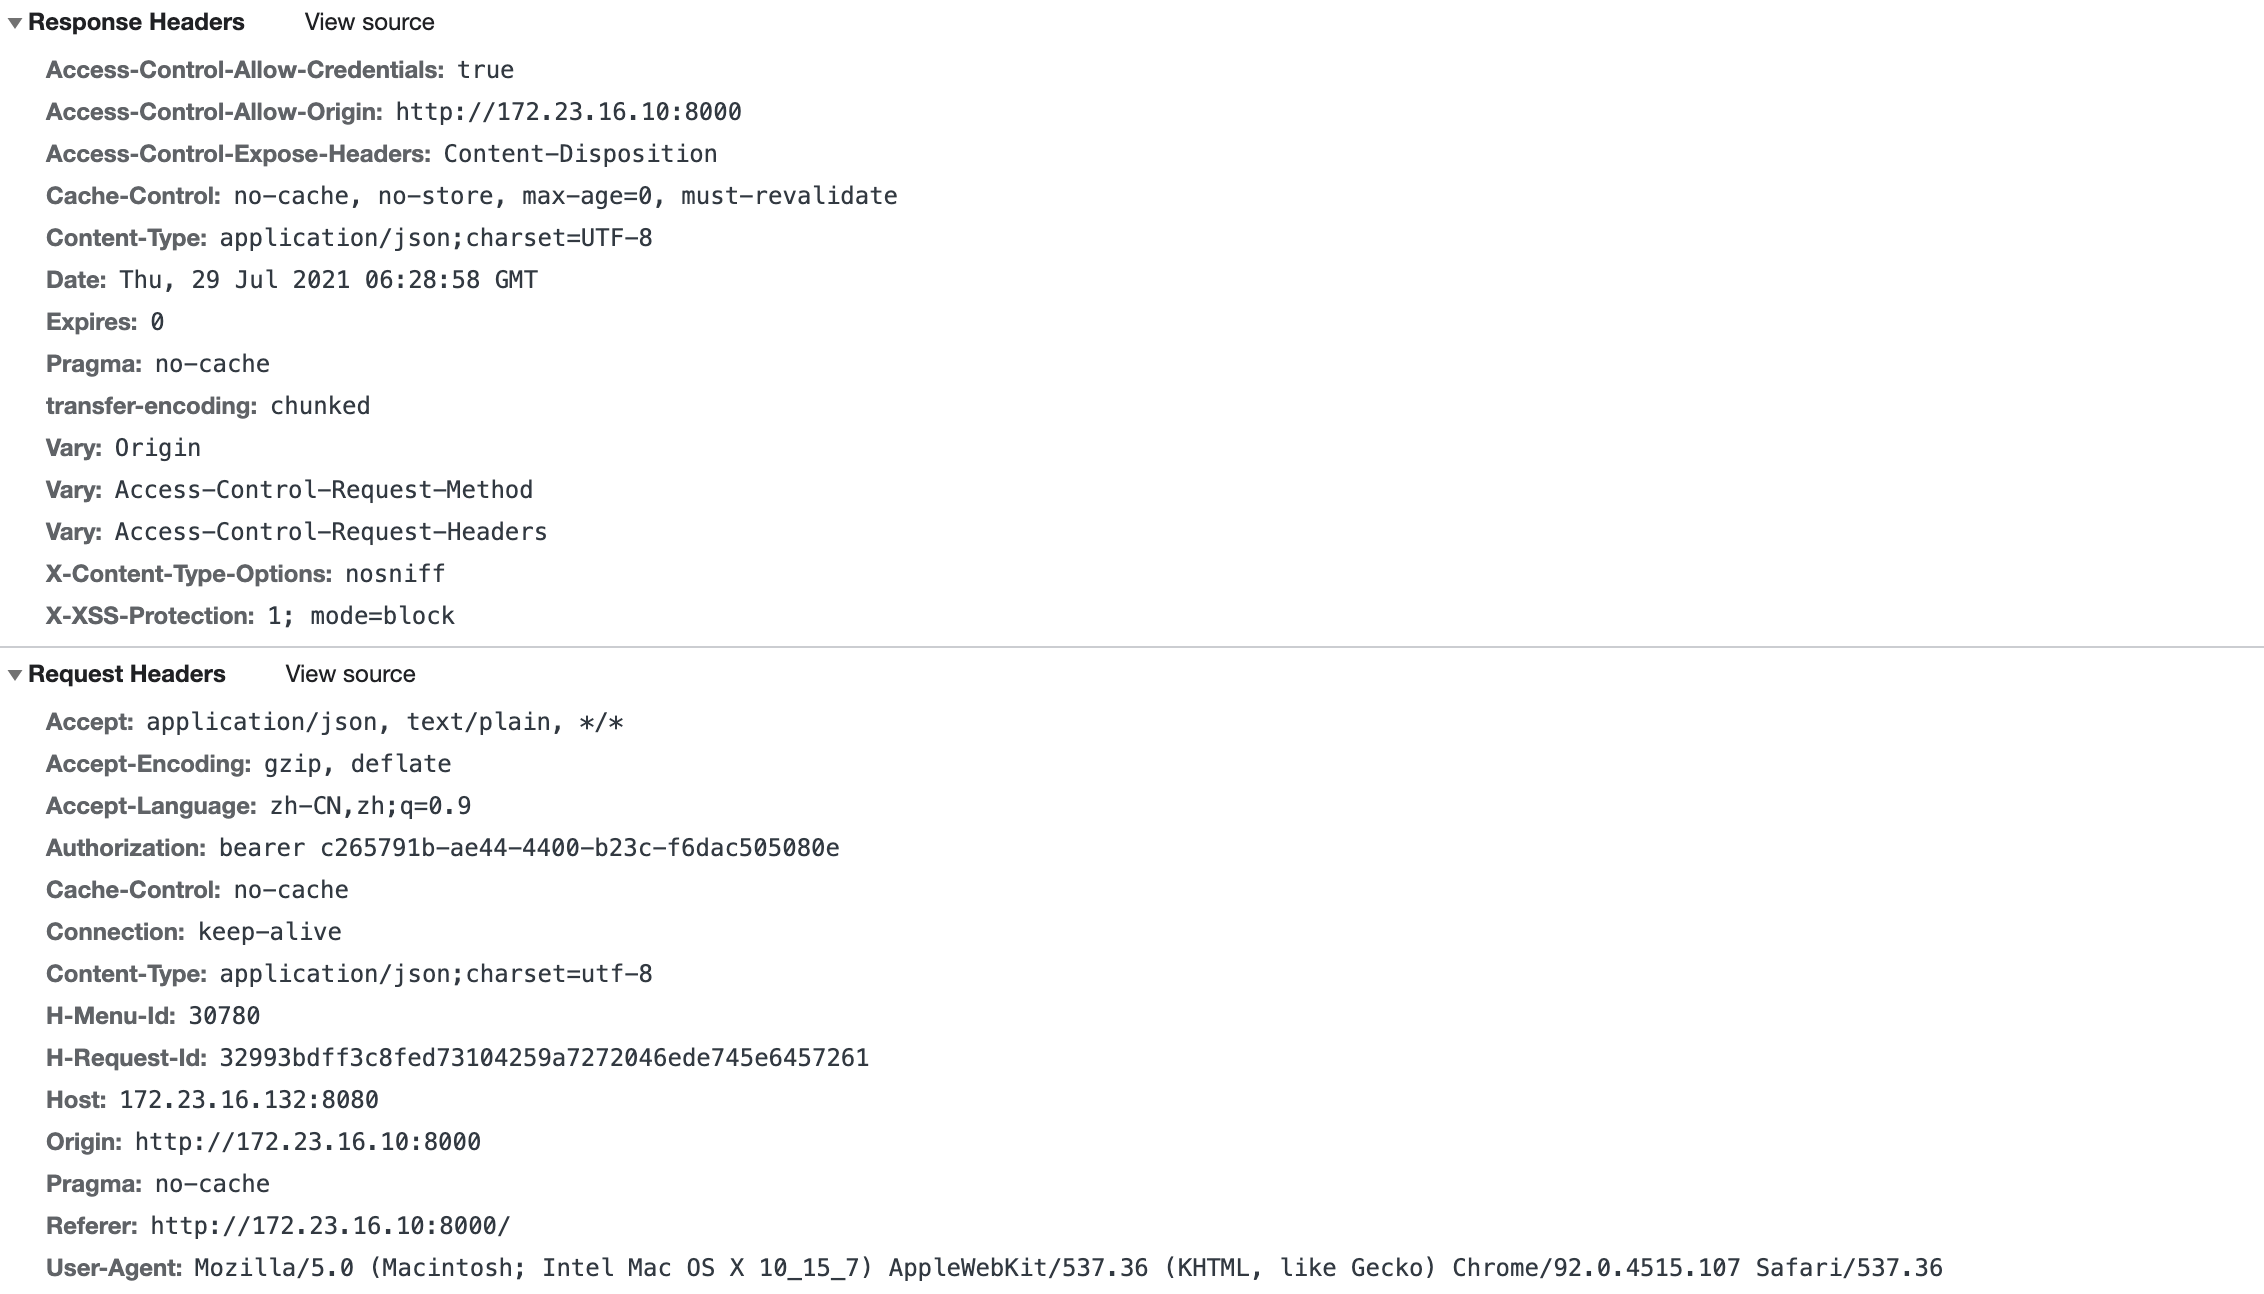 Response Headers View source
Access-Control-Allow-Credentials: true
Access-Control-Allow-Origin: http://172.23.16.10:8000
Access-Control-Expose-Headers: Content-Disposition
Cache-Control: no-cache, no-store, max-age=0, must-revalidate
Content-Type: application/json;charset=UTF-8
Date: Thu, 29 Jul 2021 06:28:58 GMT
Expires: 0
Pragma: no-cache
transfer-encoding: chunked
Vary: Origin
Vary: Access-Control-Request-Method
Vary: Access-Control-Request-Headers
X-Content-Type-Options: nosniff
X-XSS-Protection: 1; mode=block
Request Headers View source
Accept: application/json, text/plain, */*
Accept-Encoding: gzip, deflate
Accept-Language: zh-CN,zh;q=0.9
Authorization: bearer c265791b-ae44-4400-b23c-f6dac505080e
Cache-Control: no-cache
Connection: keep-alive
Content-Type: application/json;charset=utf-8
H-Menu-Id: 30780
H-Request-Id: 32993bdff3c8fed73104259a7272046ede745e6457261
Host: 172.23.16.132:8080
Origin: http://172.23.16.10:8000
Pragma: no-cache
Referer: http://172.23.16.10:8000/
User-Agent: Mozilla/5.0 (Macintosh; Intel Mac OS X 10_15_7) AppleWebKit/537.36 (KHTML, like Gecko) Chrome/92.0.4515.107 Safari/537.36